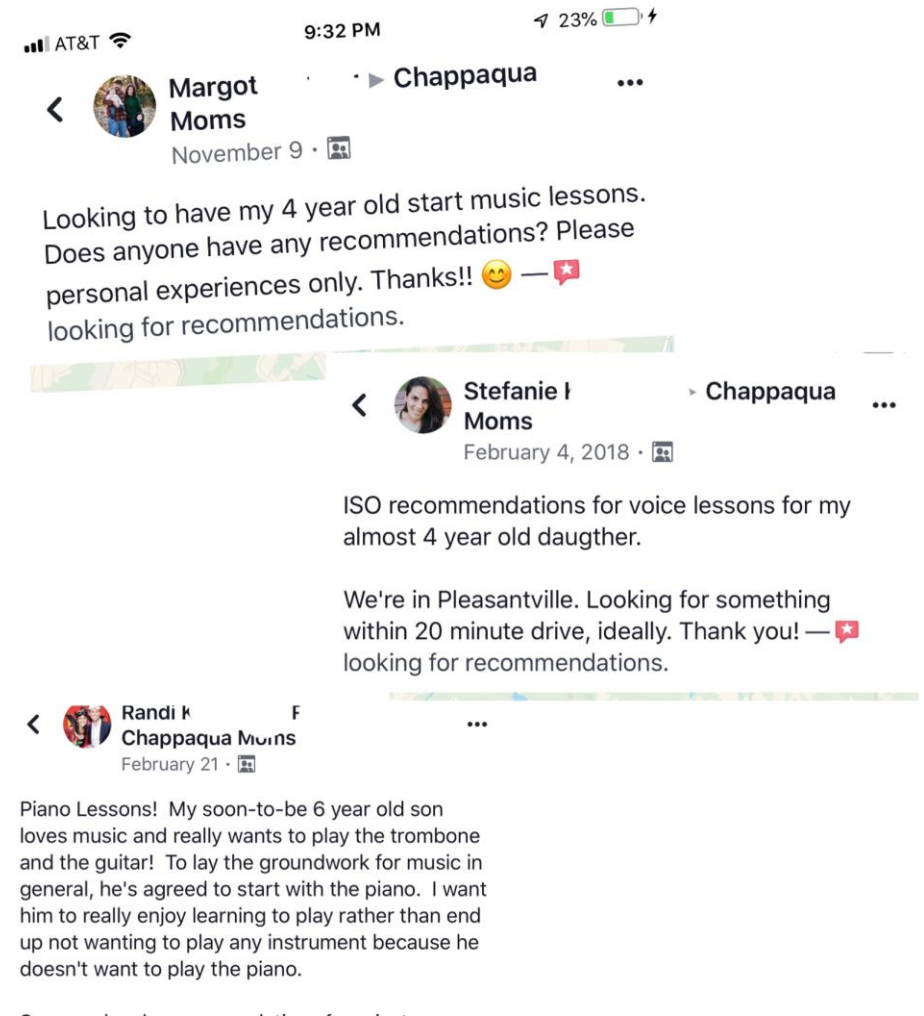 AT&T 9:32 PM 23%
Margot Chappaqua
Moms
November 9 ·
Looking to have my 4 year old start music lessons.
Does anyone have any recommendations? Please
personal experiences only. Thanks!! 😊 —
looking for recommendations.
Stefanie Chappaqua
Moms
February 4, 2018 ·
ISO recommendations for voice lessons for my
almost 4 year old daugther.
We're in Pleasantville. Looking for something
within 20 minute drive, ideally. Thank you! —
looking for recommendations.
Randi
Chappaqua Moms
February 21 ·
Piano Lessons! My soon-to-be 6 year old son
loves music and really wants to play the trombone
and the guitar! To lay the groundwork for music in
general, he's agreed to start with the piano. I want
him to really enjoy learning to play rather than end
up not wanting to play any instrument because he
doesn't want to play the piano.